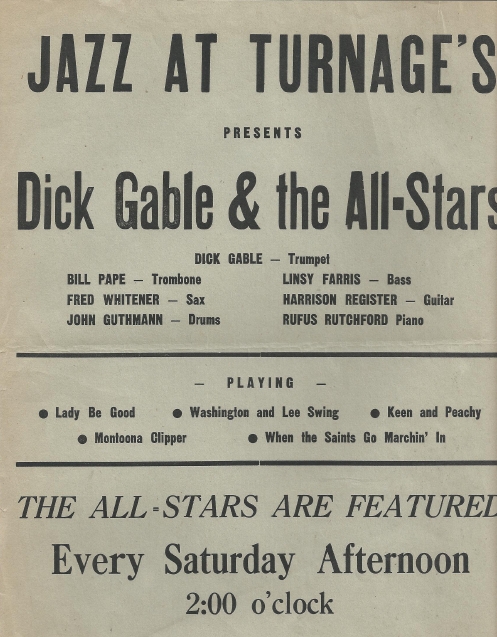 JAZZ AT TURNAGE'S
PRESENTS
Dick Gable & the All-Stars
DICK GABLE — Trumpet
BILL PAPE — Trombone LINSY FARRIS — Bass
FRED WHITENER — Sax HARRISON REGISTER — Guitar
JOHN GUTHMANN — Drums RUFUS RUTCHFORD Piano
— PLAYING —
● Lady Be Good ● Washington and Lee Swing ● Keen and Peachy
● Montoona Clipper ● When the Saints Go Marchin' In
THE ALL-STARS ARE FEATURED
Every Saturday Afternoon
2:00 o'clock